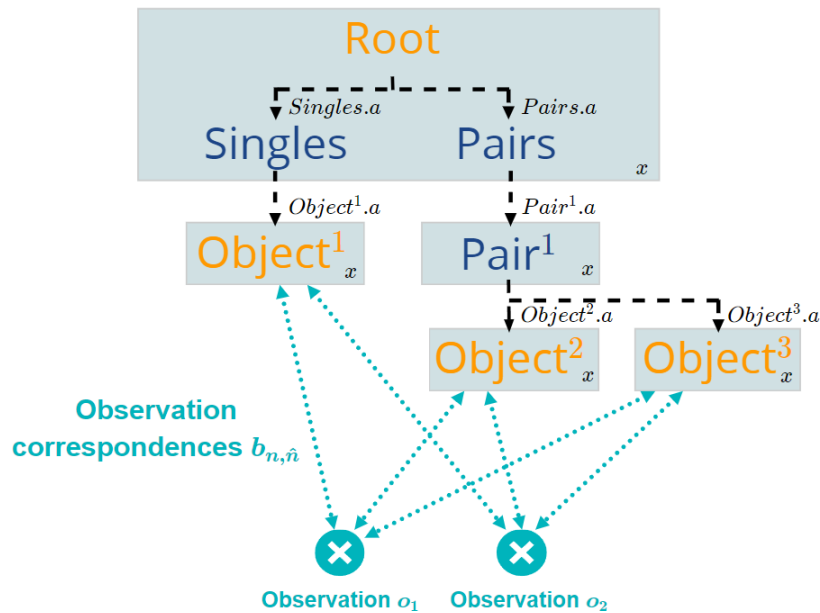 Root
Singles.a Pairs.a
Singles Pairs
x
Object¹.a Pair¹.a
Object¹ x Pair¹ x
Object².a Object³.a
Object² x Object³ x
Observation
correspondences bₙ,ₙ̂
Observation o₁ Observation o₂